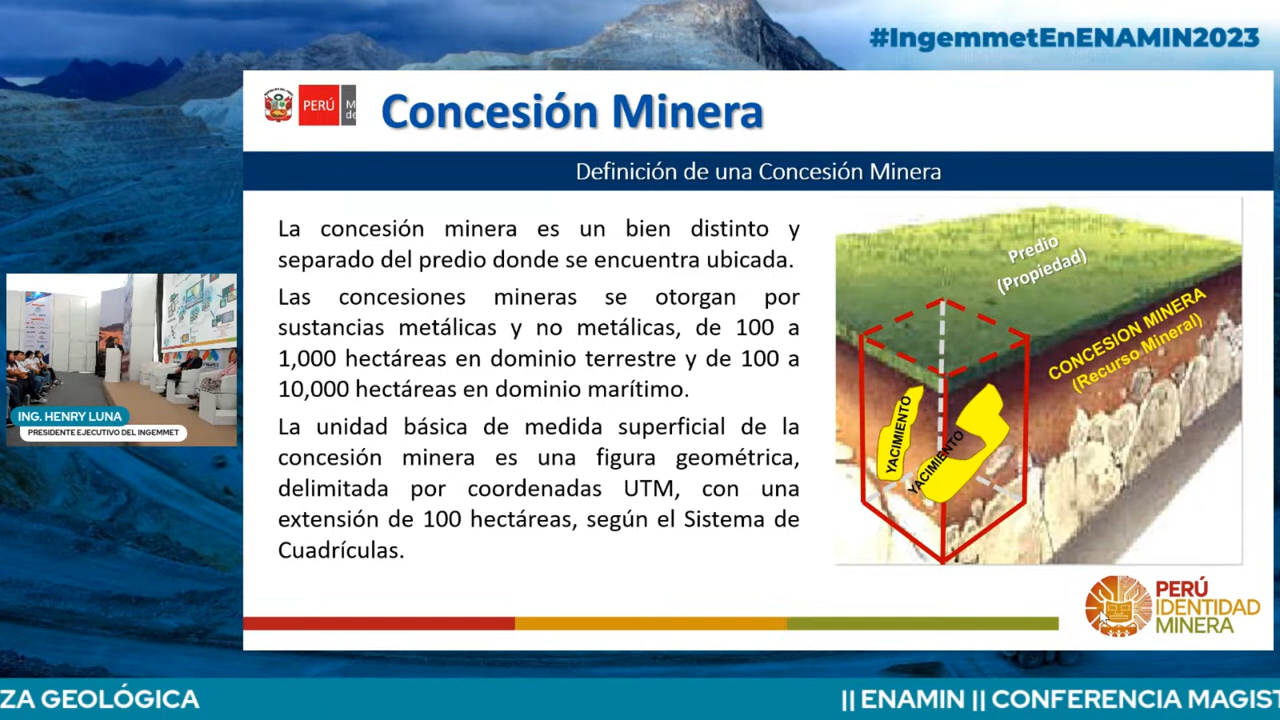 #IngemmetEnENAMIN2023
PERÚ
M
de
Concesión Minera
Definición de una Concesión Minera
La concesión minera es un bien distinto y
separado del predio donde se encuentra ubicada.
Las concesiones mineras se otorgan por
sustancias metálicas y no metálicas, de 100 a
1,000 hectáreas en dominio terrestre y de 100 a
10,000 hectáreas en dominio marítimo.
La unidad básica de medida superficial de la
concesión minera es una figura geométrica,
delimitada por coordenadas UTM, con una
extensión de 100 hectáreas, según el Sistema de
Cuadrículas.
Predio
(Propiedad)
CONCESION MINERA
(Recurso Mineral)
YACIMIENTO
YACIMIENTO
ING. HENRY LUNA
PRESIDENTE EJECUTIVO DEL INGEMMET
PERÚ
IDENTIDAD
MINERA
ZA GEOLÓGICA
|| ENAMIN || CONFERENCIA MAGIST